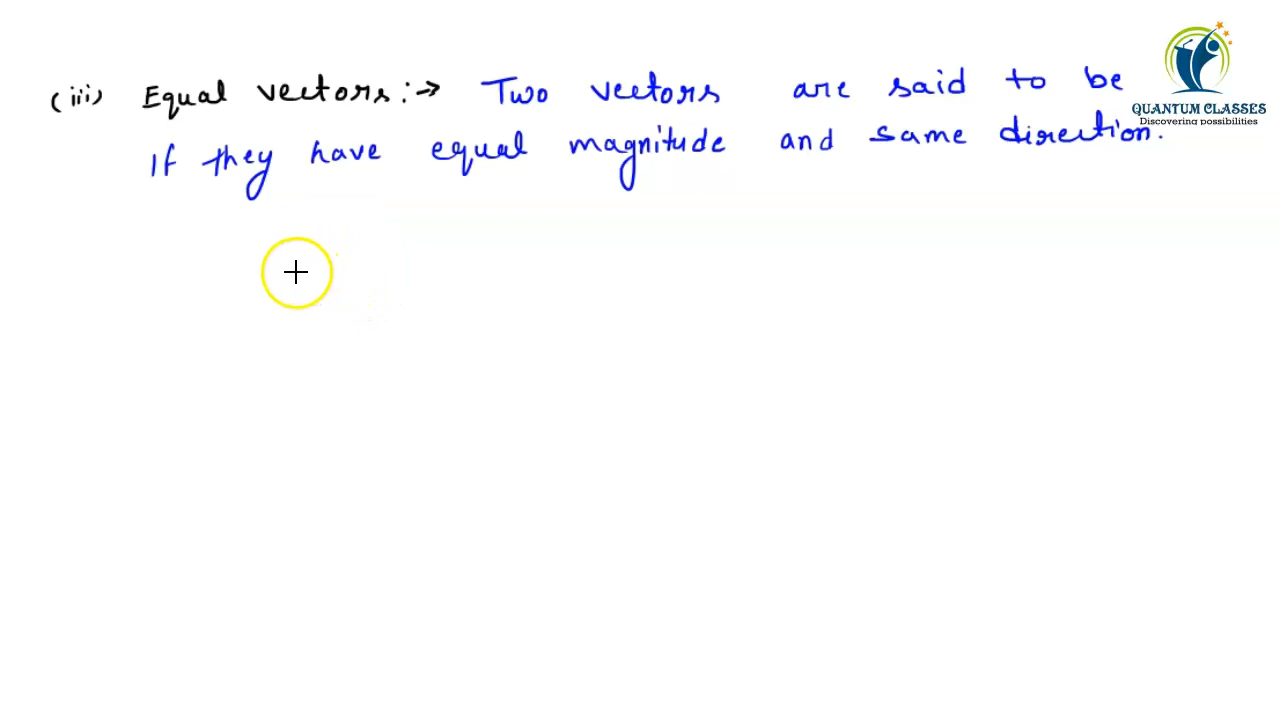 (iii) Equal vectors:→ Two vectors are said to be
If they have equal magnitude and same direction.
QUANTUM CLASSES
Discovering possibilities